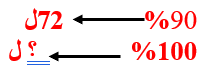 %90 ← 72ل
%100 ← ؟ ل